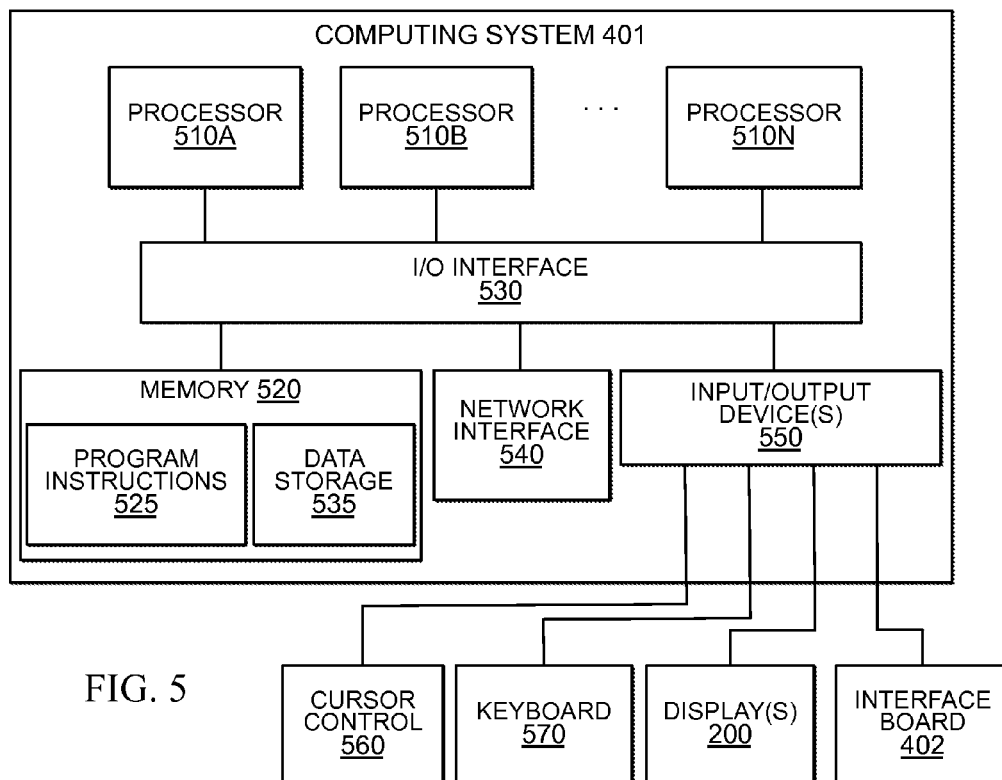 COMPUTING SYSTEM 401
PROCESSOR
510A
PROCESSOR
510B
. . .
PROCESSOR
510N
I/O INTERFACE
530
MEMORY 520
PROGRAM
INSTRUCTIONS
525
DATA
STORAGE
535
NETWORK
INTERFACE
540
INPUT/OUTPUT
DEVICE(S)
550
FIG. 5
CURSOR
CONTROL
560
KEYBOARD
570
DISPLAY(S)
200
INTERFACE
BOARD
402